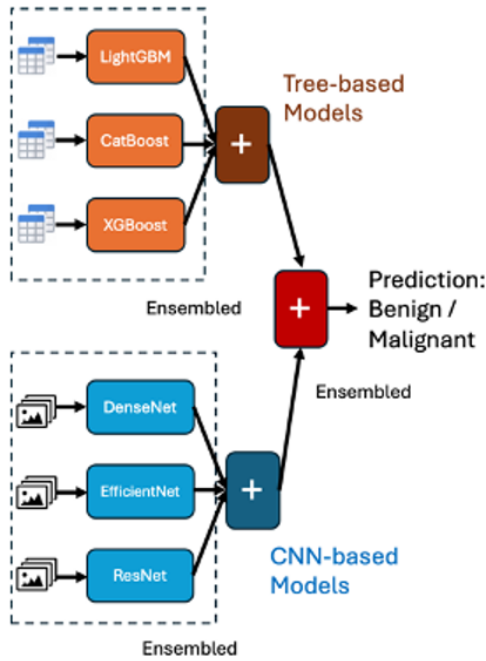 LightGBM
CatBoost
XGBoost
+
Tree-based
Models
Ensembled
+
Prediction:
Benign /
Malignant
Ensembled
DenseNet
EfficientNet
ResNet
+
CNN-based
Models
Ensembled